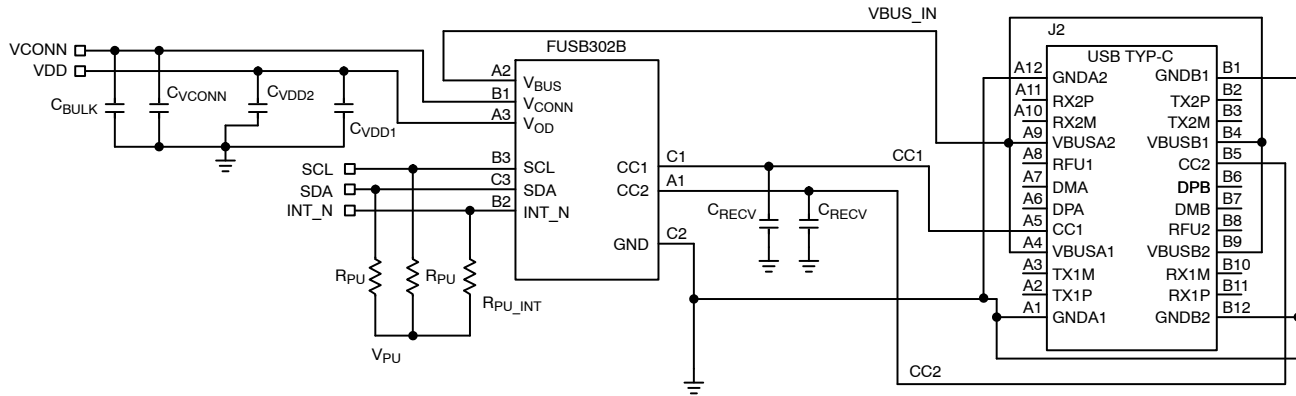 VBUS_IN
J2
VCONN
VDD
FUSB302B
USB TYP-C
CBULK
CVCONN
CVDD2
CVDD1
A2
B1
A3
VBUS
VCONN
VOD
SCL
SDA
INT_N
B3
C3
B2
SCL
SDA
INT_N
CC1
CC2
GND
C1
A1
C2
CC1
CRECV
CRECV
RPU
RPU
RPU_INT
VPU
CC2
A12 GNDA2
A11 RX2P
A10 RX2M
A9 VBUSA2
A8 RFU1
A7 DMA
A6 DPA
A5 CC1
A4 VBUSA1
A3 TX1M
A2 TX1P
A1 GNDA1
GNDB1 B1
TX2P B2
TX2M B3
VBUSB1 B4
CC2 B5
DPB B6
DMB B7
RFU2 B8
VBUSB2 B9
RX1M B10
RX1P B11
GNDB2 B12